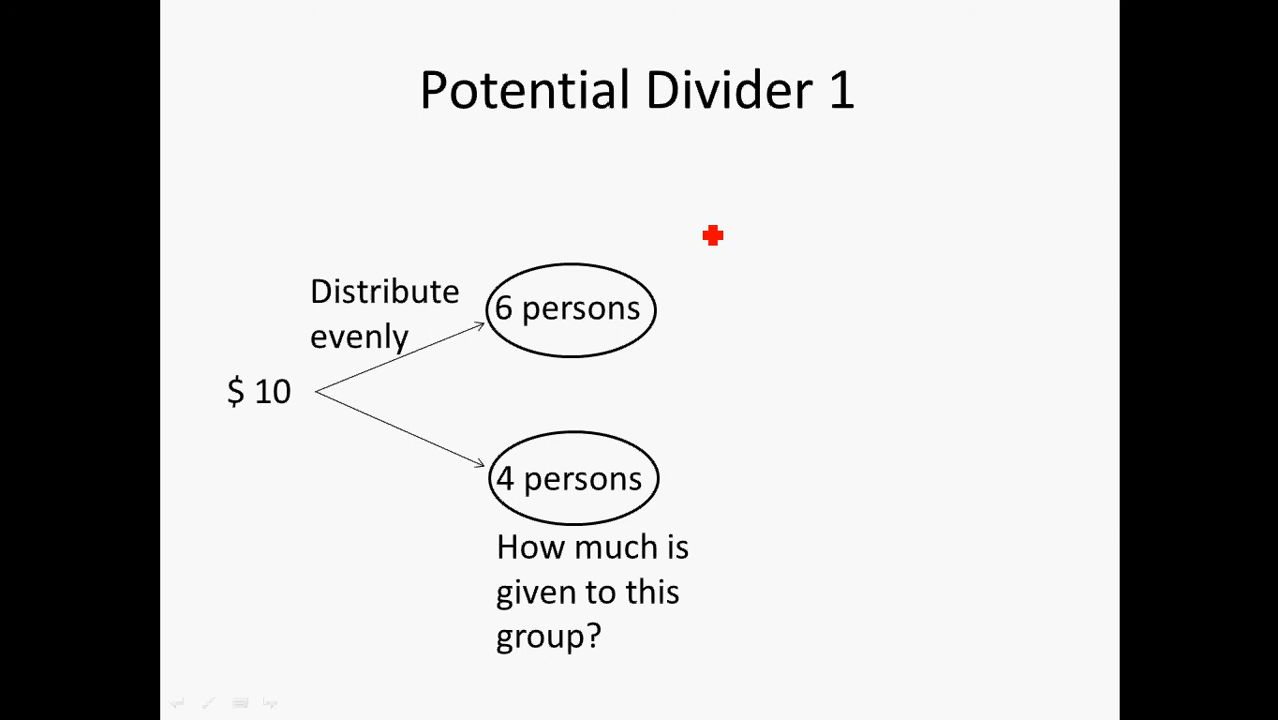 Potential Divider 1
Distribute
evenly
6 persons
$ 10
4 persons
How much is
given to this
group?